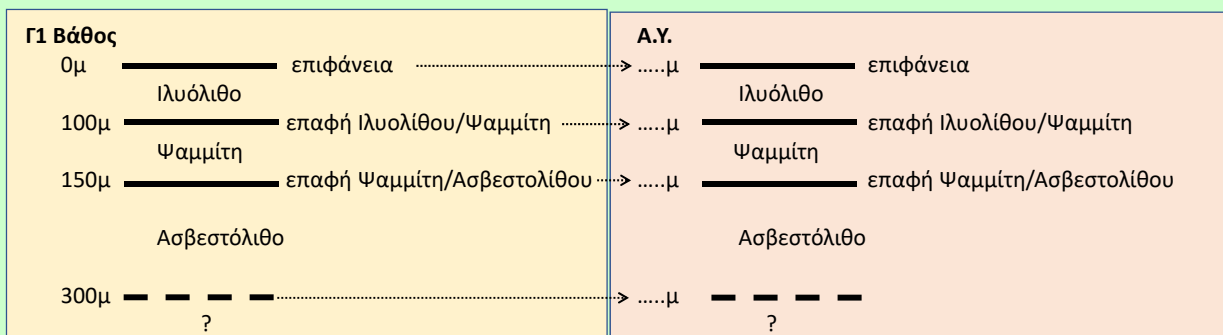 Γ1 Βάθος
0μ επιφάνεια
Ιλυόλιθο
100μ επαφή Ιλυολίθου/Ψαμμίτη
Ψαμμίτη
150μ επαφή Ψαμμίτη/Ασβεστολίθου
Ασβεστόλιθο
300μ
?
Α.Υ.
.....μ επιφάνεια
Ιλυόλιθο
.....μ επαφή Ιλυολίθου/Ψαμμίτη
Ψαμμίτη
.....μ επαφή Ψαμμίτη/Ασβεστολίθου
Ασβεστόλιθο
.....μ
?